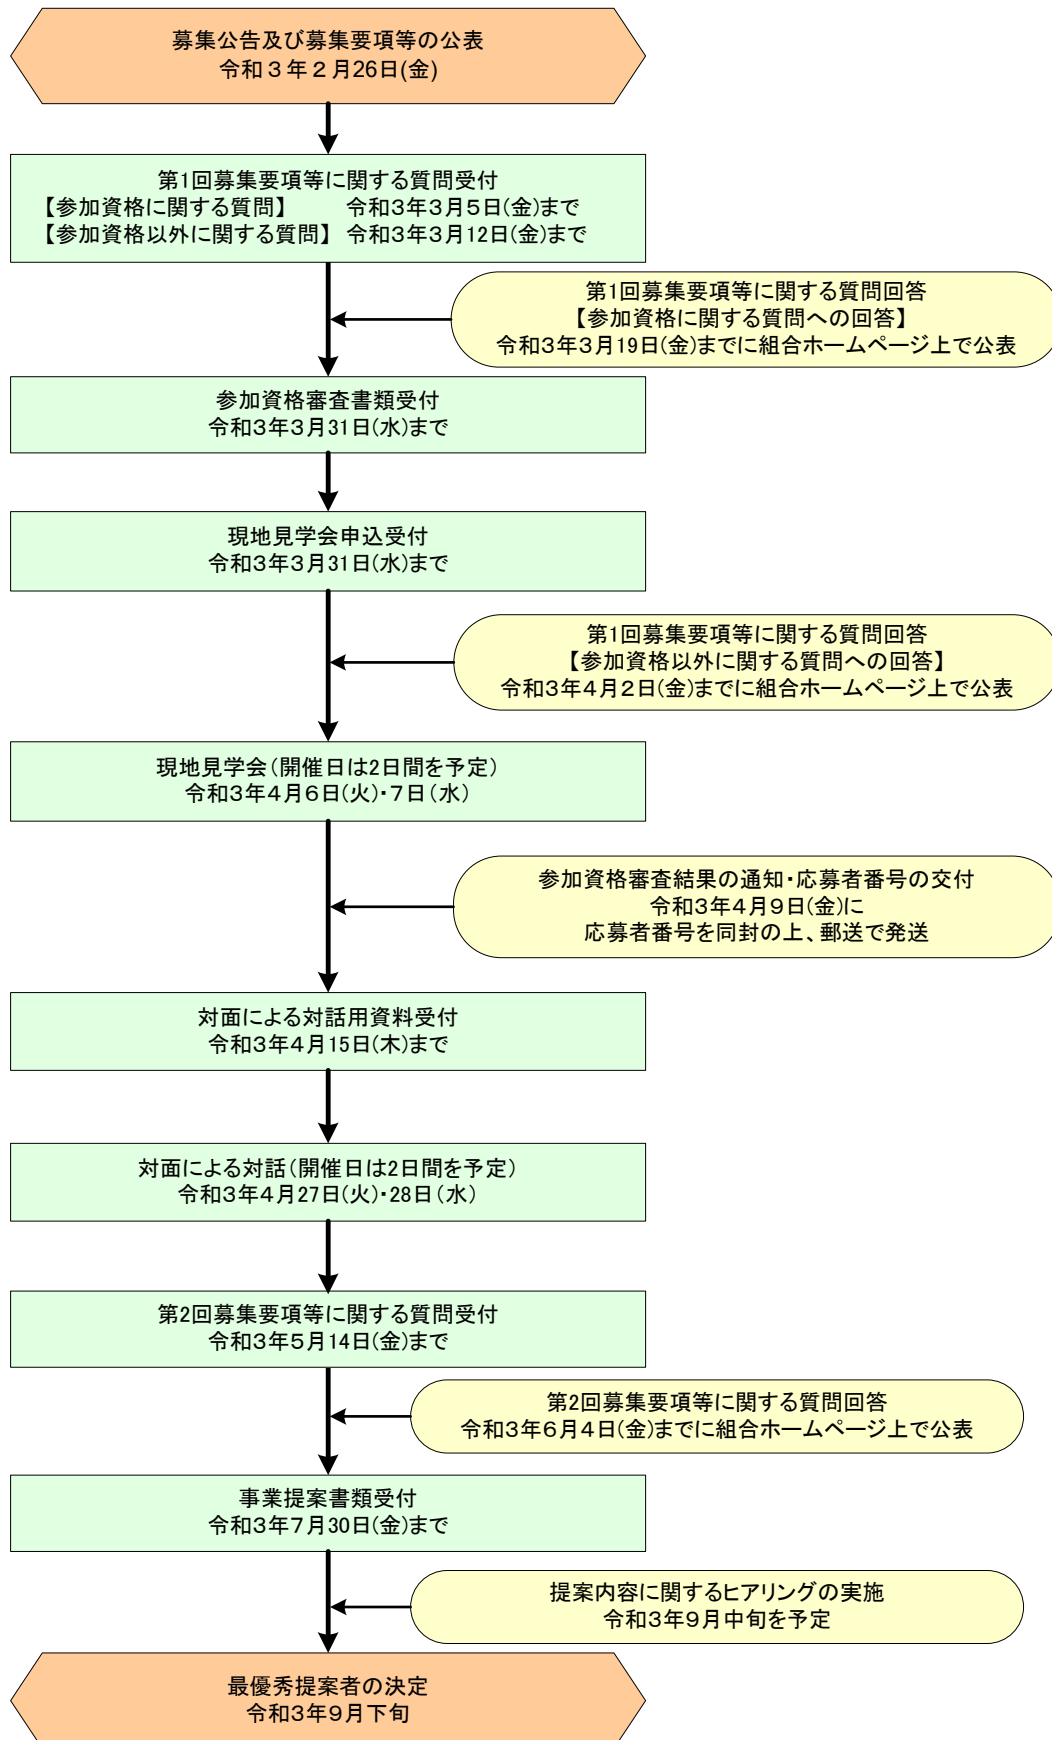 募集公告及び募集要項等の公表
令和３年２月26日(金)
第1回募集要項等に関する質問受付
【参加資格に関する質問】 令和3年３月５日(金)まで
【参加資格以外に関する質問】 令和3年３月12日(金)まで
第1回募集要項等に関する質問回答
【参加資格に関する質問への回答】
令和3年３月19日(金)までに組合ホームページ上で公表
参加資格審査書類受付
令和3年３月31日(水)まで
現地見学会申込受付
令和3年３月31日(水)まで
第1回募集要項等に関する質問回答
【参加資格以外に関する質問への回答】
令和3年４月２日(金)までに組合ホームページ上で公表
現地見学会（開催日は2日間を予定）
令和3年４月６日(火)・７日（水）
参加資格審査結果の通知・応募者番号の交付
令和3年４月９日(金)に
応募者番号を同封の上、郵送で発送
対面による対話用資料受付
令和3年４月15日(木)まで
対面による対話（開催日は2日間を予定）
令和3年４月27日(火)・28日（水）
第2回募集要項等に関する質問受付
令和3年５月14日(金)まで
第2回募集要項等に関する質問回答
令和3年６月４日(金)までに組合ホームページ上で公表
事業提案書類受付
令和3年７月30日(金)まで
提案内容に関するヒアリングの実施
令和3年９月中旬を予定
最優秀提案者の決定
令和3年９月下旬